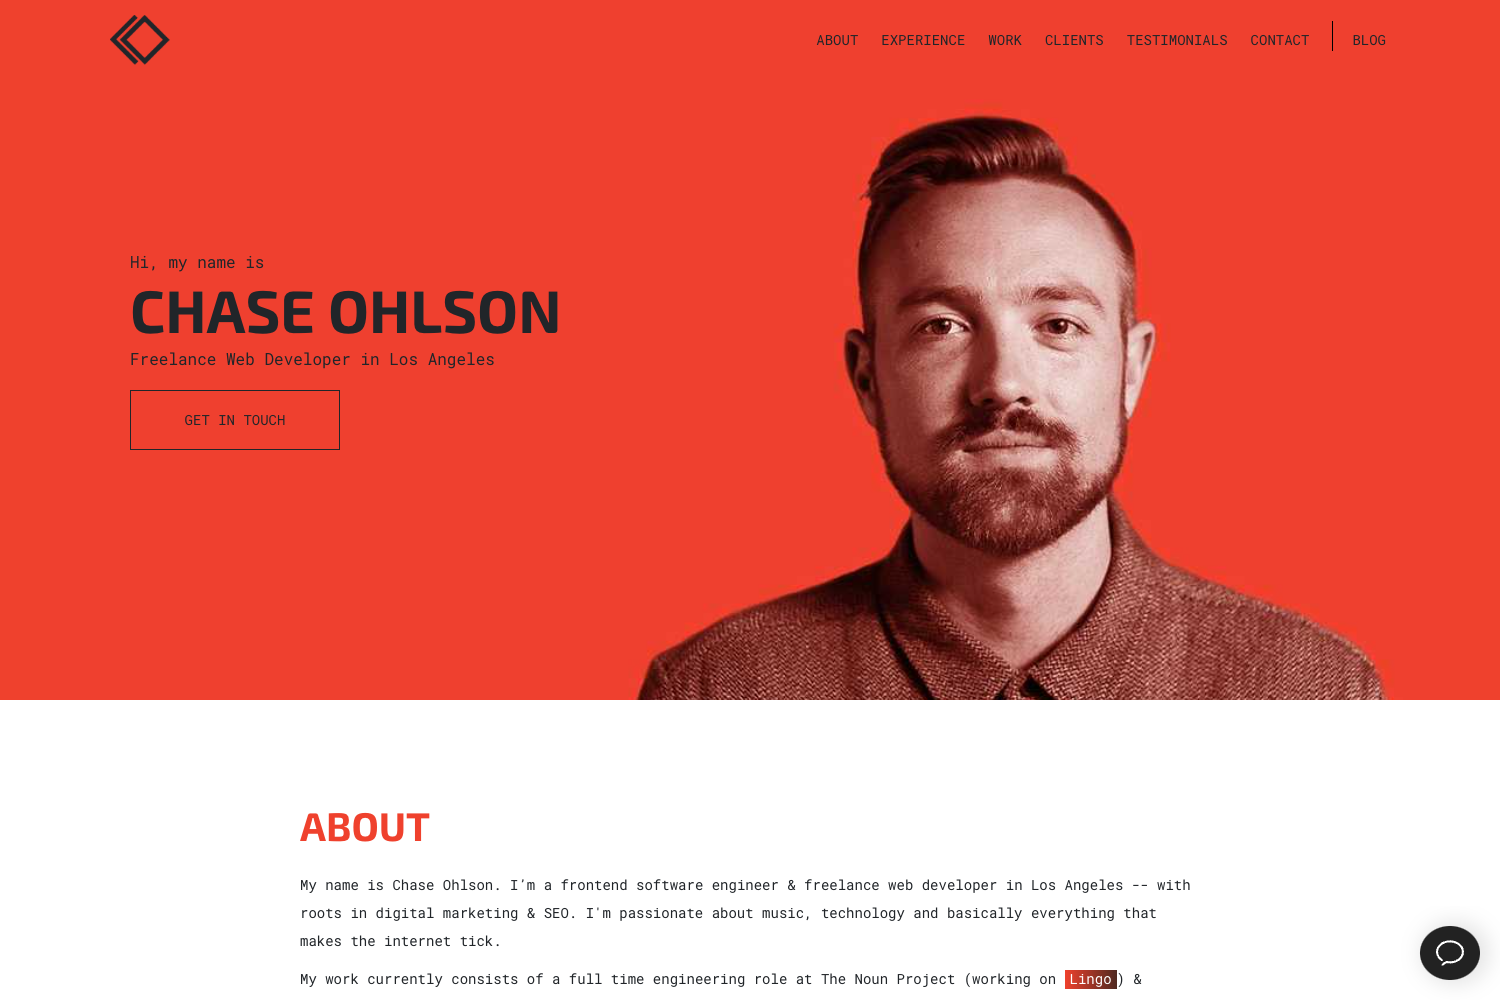 ABOUT EXPERIENCE WORK CLIENTS TESTIMONIALS CONTACT BLOG
Hi, my name is
CHASE OHLSON
Freelance Web Developer in Los Angeles
GET IN TOUCH
ABOUT
My name is Chase Ohlson. I’m a frontend software engineer & freelance web developer in Los Angeles -- with
roots in digital marketing & SEO. I'm passionate about music, technology and basically everything that
makes the internet tick.
My work currently consists of a full time engineering role at The Noun Project (working on Lingo) &